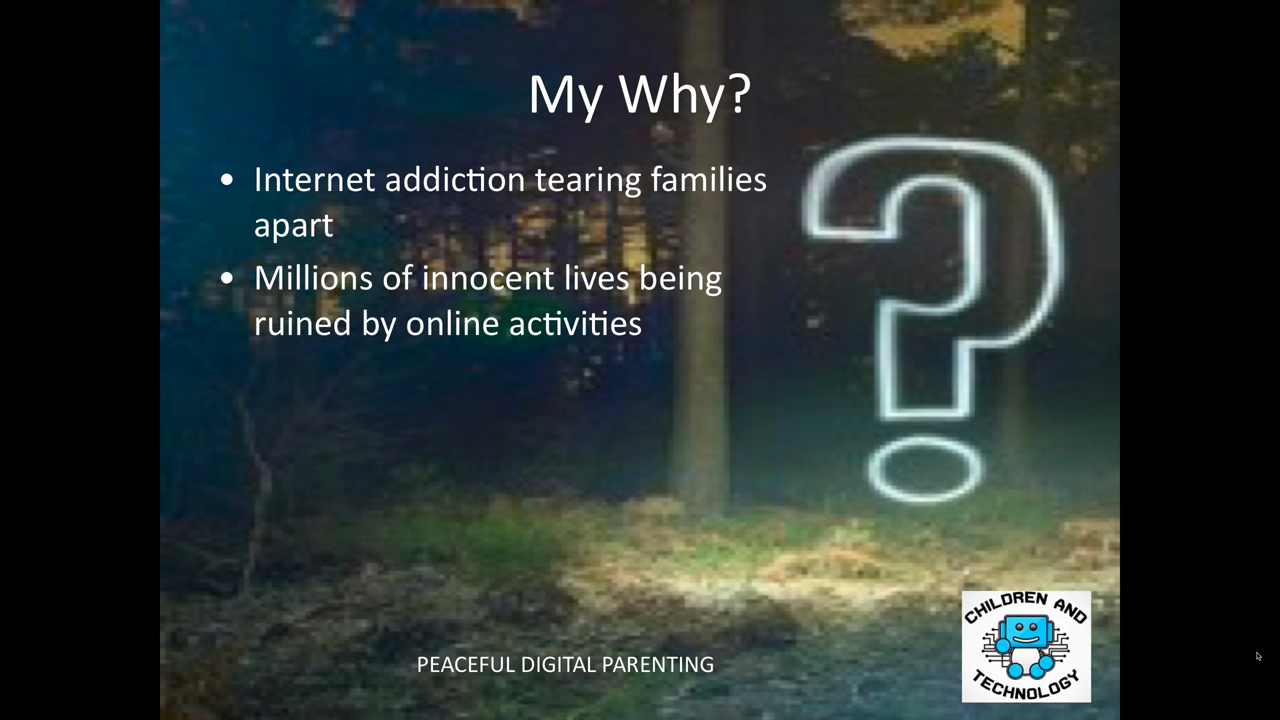 My Why?
• Internet addiction tearing families
apart
• Millions of innocent lives being
ruined by online activities
PEACEFUL DIGITAL PARENTING
CHILDREN AND
TECHNOLOGY